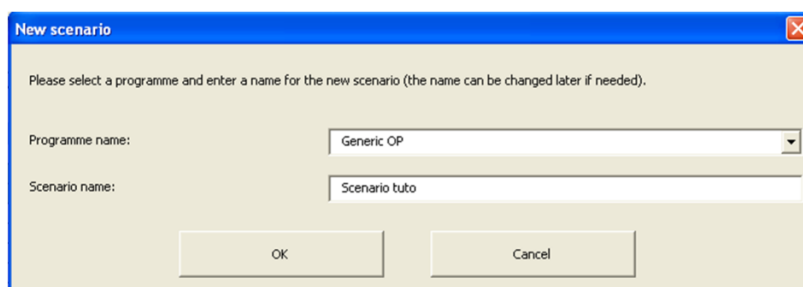 New scenario
Please select a programme and enter a name for the new scenario (the name can be changed later if needed).
Programme name:
Generic OP
Scenario name:
Scenario tuto
OK
Cancel